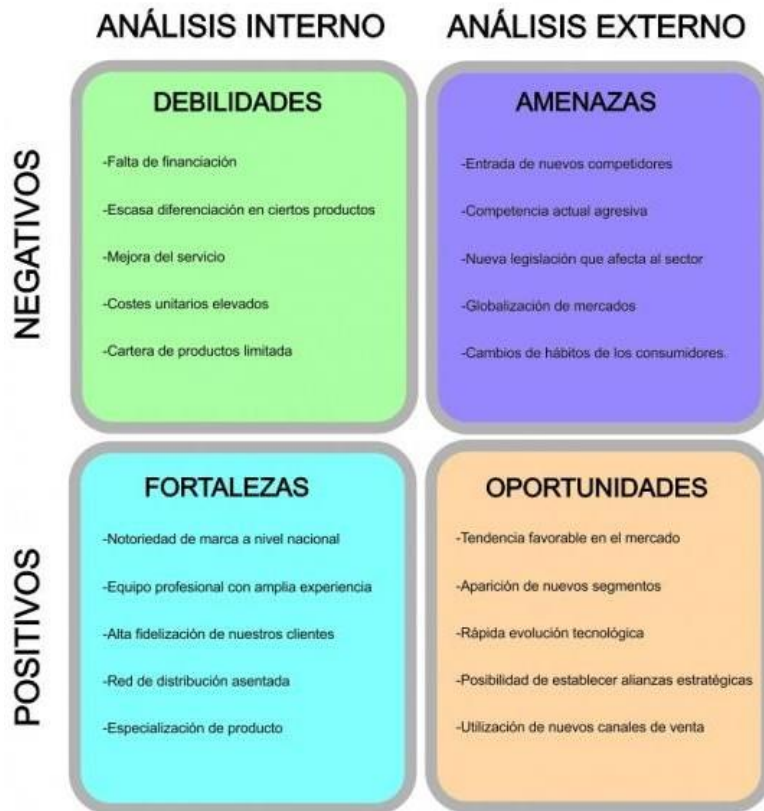 ANÁLISIS INTERNO
ANÁLISIS EXTERNO
NEGATIVOS
DEBILIDADES
-Falta de financiación
-Escasa diferenciación en ciertos productos
-Mejora del servicio
-Costes unitarios elevados
-Cartera de productos limitada
AMENAZAS
-Entrada de nuevos competidores
-Competencia actual agresiva
-Nueva legislación que afecta al sector
-Globalización de mercados
-Cambios de hábitos de los consumidores.
POSITIVOS
FORTALEZAS
-Notoriedad de marca a nivel nacional
-Equipo profesional con amplia experiencia
-Alta fidelización de nuestros clientes
-Red de distribución asentada
-Especialización de producto
OPORTUNIDADES
-Tendencia favorable en el mercado
-Aparición de nuevos segmentos
-Rápida evolución tecnológica
-Posibilidad de establecer alianzas estratégicas
-Utilización de nuevos canales de venta